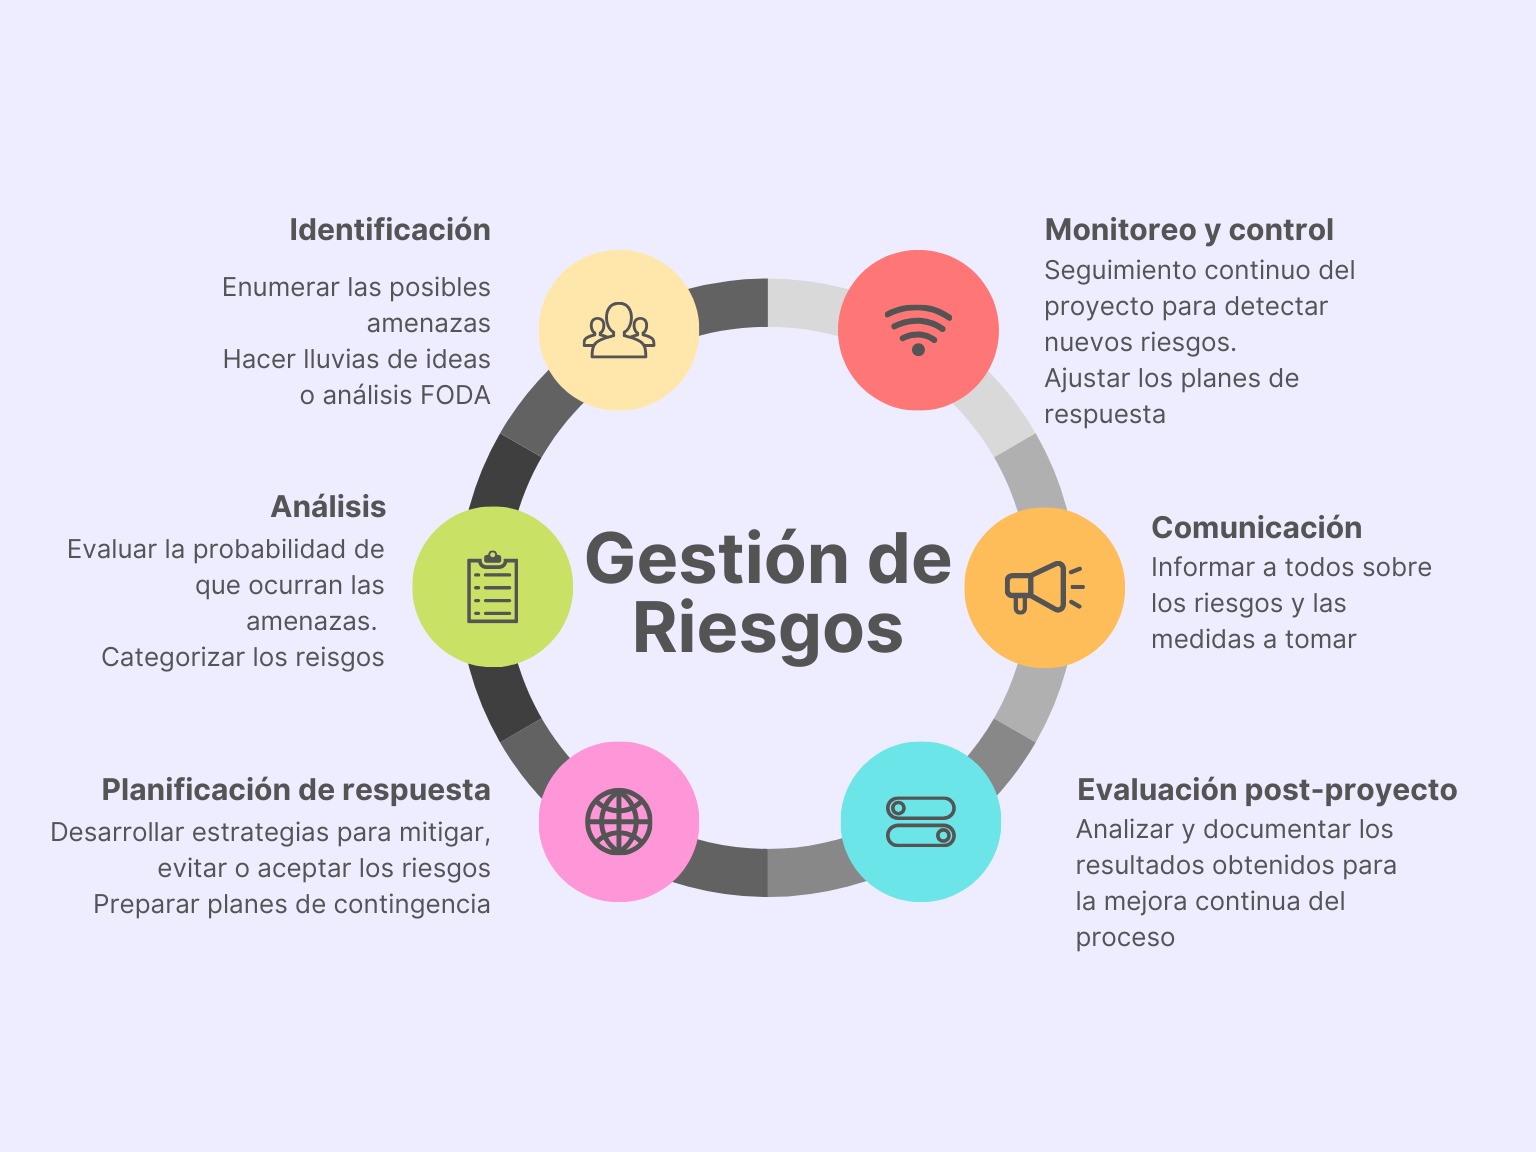 Identificación
Enumerar las posibles
amenazas
Hacer lluvias de ideas
o análisis FODA
Análisis
Evaluar la probabilidad de
que ocurran las
amenazas.
Categorizar los reisgos
Planificación de respuesta
Desarrollar estrategias para mitigar,
evitar o aceptar los riesgos
Preparar planes de contingencia
Gestión de
Riesgos
Monitoreo y control
Seguimiento continuo del
proyecto para detectar
nuevos riesgos.
Ajustar los planes de
respuesta
Comunicación
Informar a todos sobre
los riesgos y las
medidas a tomar
Evaluación post-proyecto
Analizar y documentar los
resultados obtenidos para
la mejora continua del
proceso